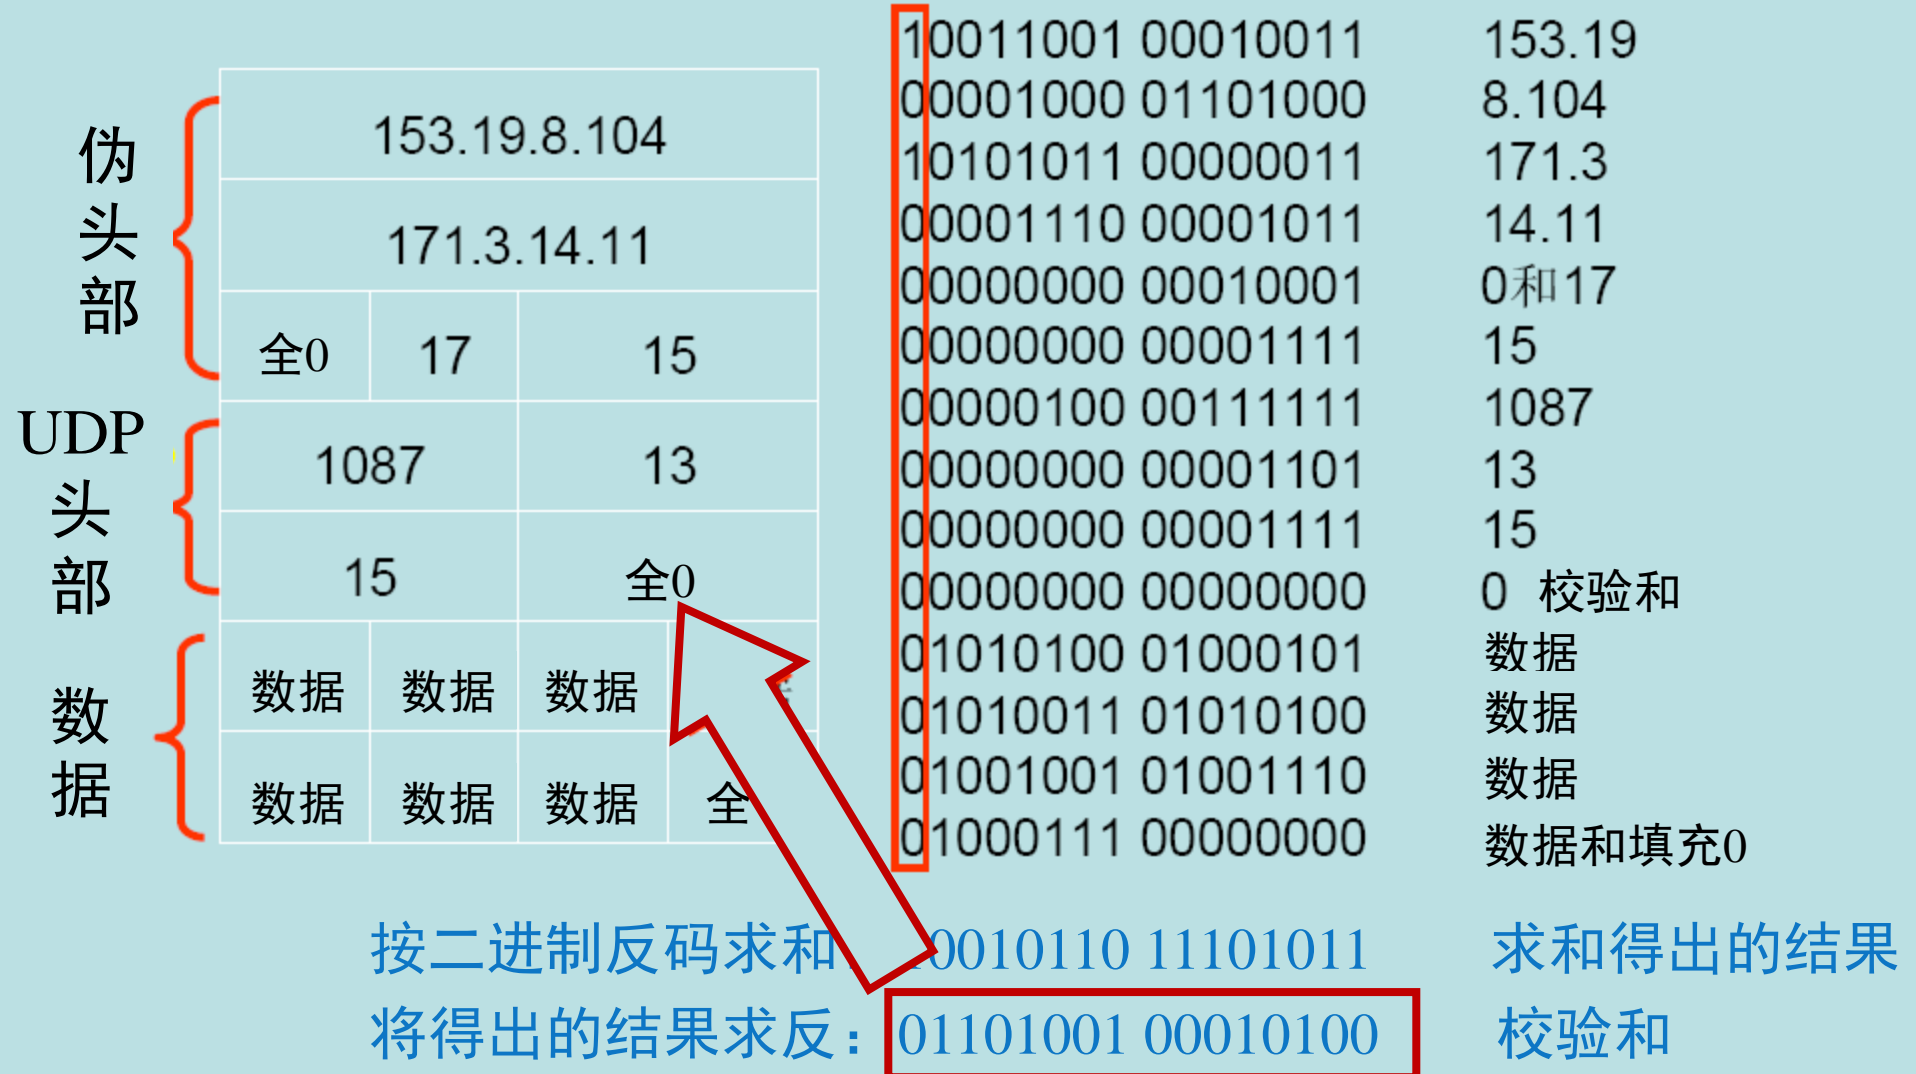 伪头部
153.19.8.104
171.3.14.11
全0 17 15
UDP头部
1087 13
15 全0
数据
数据 数据 数据
数据 数据 数据 全
10011001 00010011 153.19
00001000 01101000 8.104
10101011 00000011 171.3
00001110 00001011 14.11
00000000 00010001 0和17
00000000 00001111 15
00000100 00111111 1087
00000000 00001101 13
00000000 00001111 15
00000000 00000000 0 校验和
01010100 01000101 数据
01010011 01010100 数据
01001001 01001110 数据
01000111 00000000 数据和填充0
按二进制反码求和 0010110 11101011 求和得出的结果
将得出的结果求反： 01101001 00010100 校验和